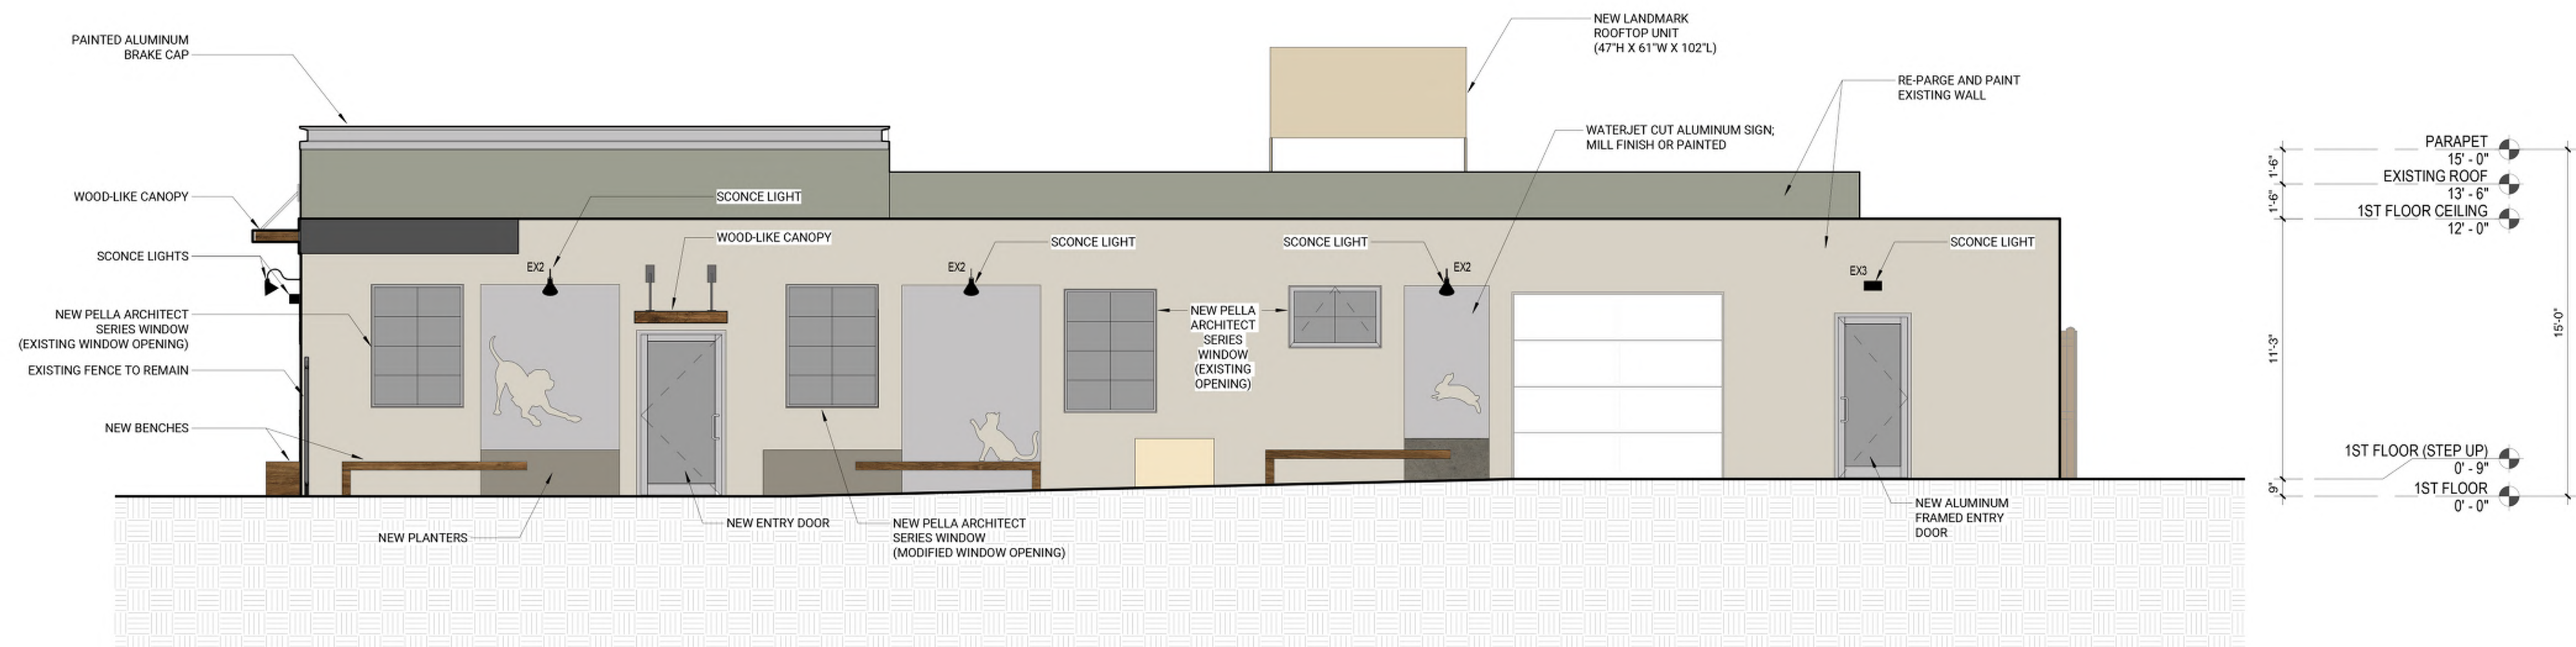 PAINTED ALUMINUM
BRAKE CAP
WOOD-LIKE CANOPY
SCONCE LIGHTS
NEW PELLA ARCHITECT
SERIES WINDOW
(EXISTING WINDOW OPENING)
EXISTING FENCE TO REMAIN
NEW BENCHES
SCONCE LIGHT
EX2
WOOD-LIKE CANOPY
NEW PLANTERS
NEW ENTRY DOOR
NEW PELLA ARCHITECT
SERIES WINDOW
(MODIFIED WINDOW OPENING)
EX2
SCONCE LIGHT
NEW PELLA
ARCHITECT
SERIES
WINDOW
(EXISTING
OPENING)
SCONCE LIGHT
EX2
NEW LANDMARK
ROOFTOP UNIT
(47"H X 61"W X 102"L)
WATERJET CUT ALUMINUM SIGN;
MILL FINISH OR PAINTED
RE-PARGE AND PAINT
EXISTING WALL
EX3
SCONCE LIGHT
NEW ALUMINUM
FRAMED ENTRY
DOOR
PARAPET
15' - 0"
EXISTING ROOF
13' - 6"
1ST FLOOR CEILING
12' - 0"
1ST FLOOR (STEP UP)
0' - 9"
1ST FLOOR
0' - 0"
1'-6"
1'-6"
11'-3"
9"
15'-0"